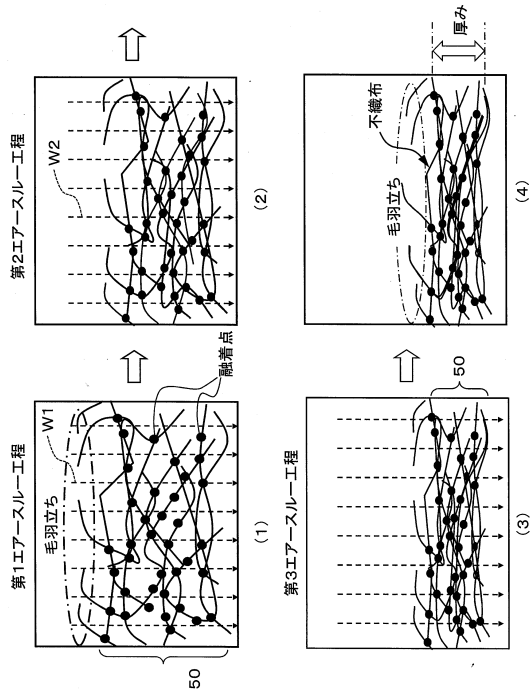 第1エアースルー工程
毛羽立ち
W1
50
融着点
(1)
第2エアースルー工程
W2
(2)
第3エアースルー工程
50
(3)
毛羽立ち
不織布
厚み
(4)